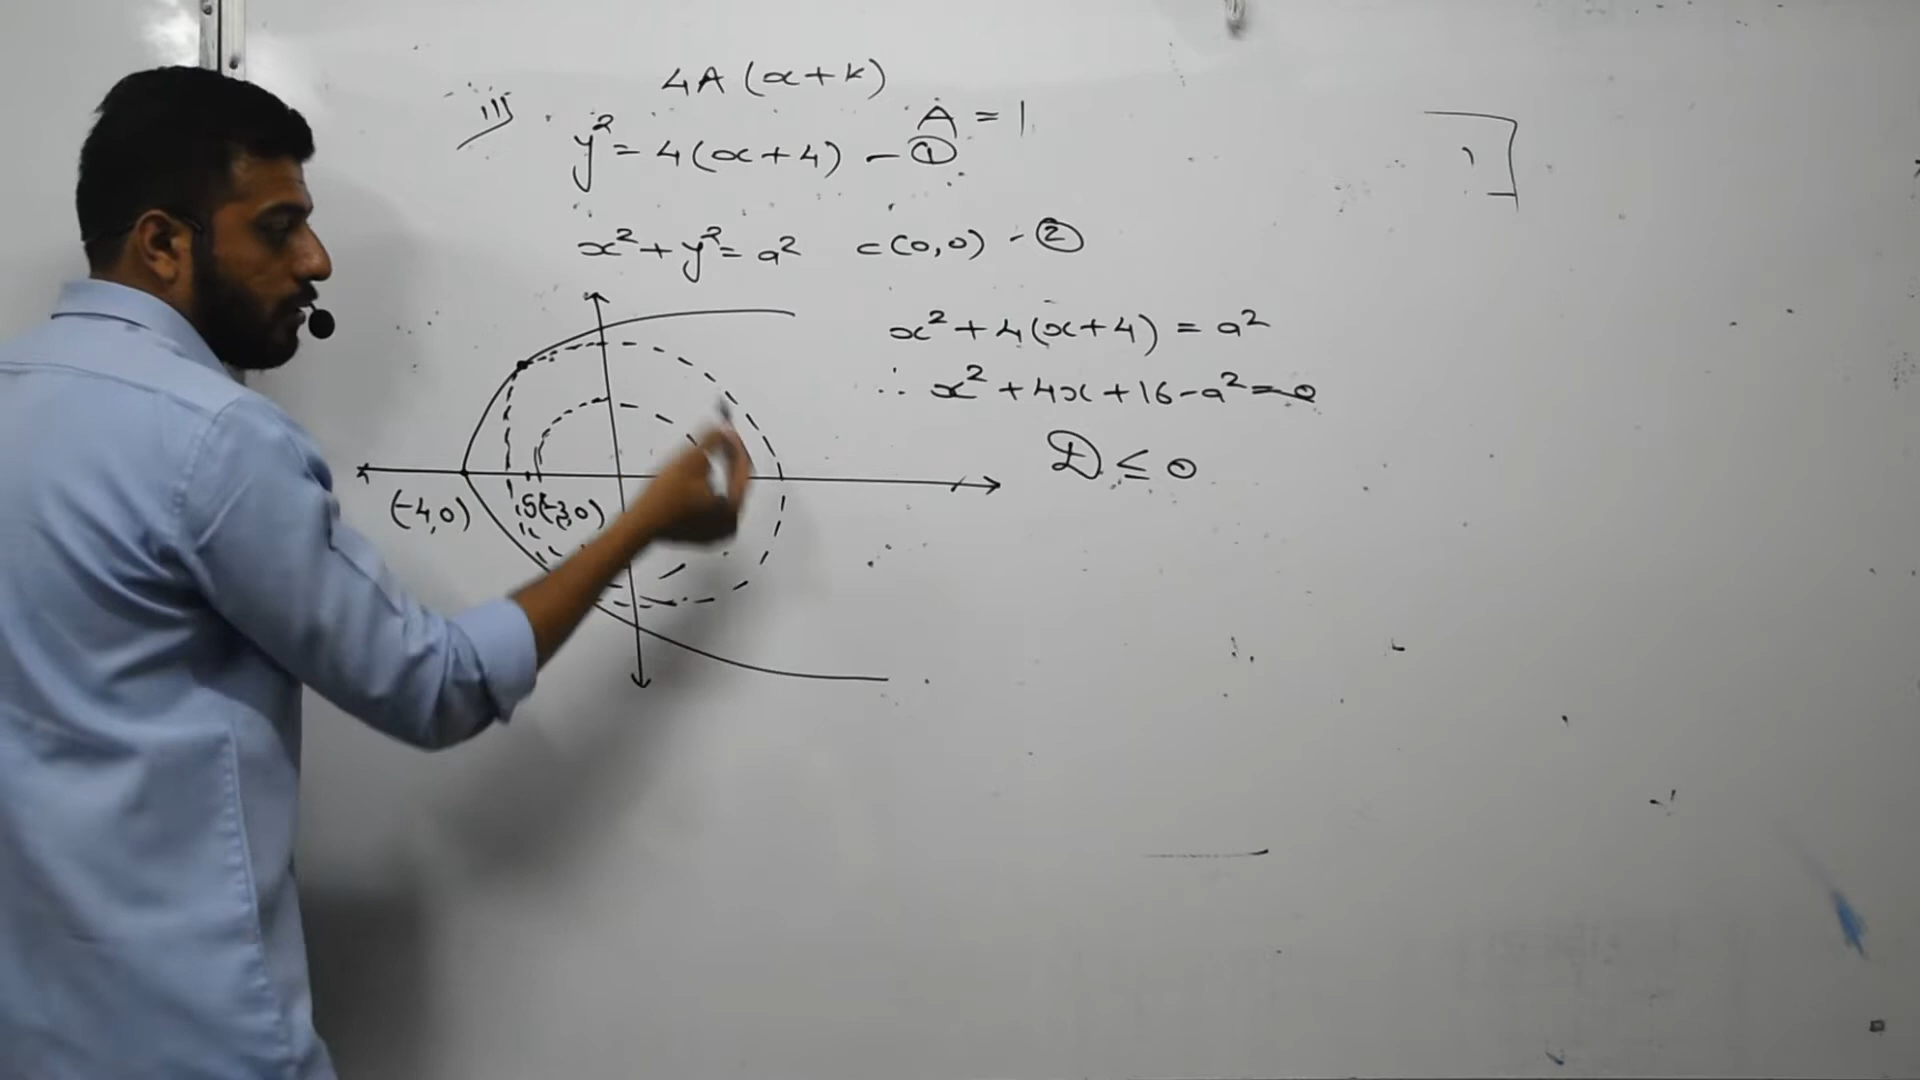 4A (x+k)
iii)
A = 1
y² = 4(x+4) - ①
x² + y² = a² c(0,0) - ②
x² + 4(x+4) = a²
∴ x² + 4x + 16 - a² = 0
D ≤ 0
(-4,0) S(-3,0)